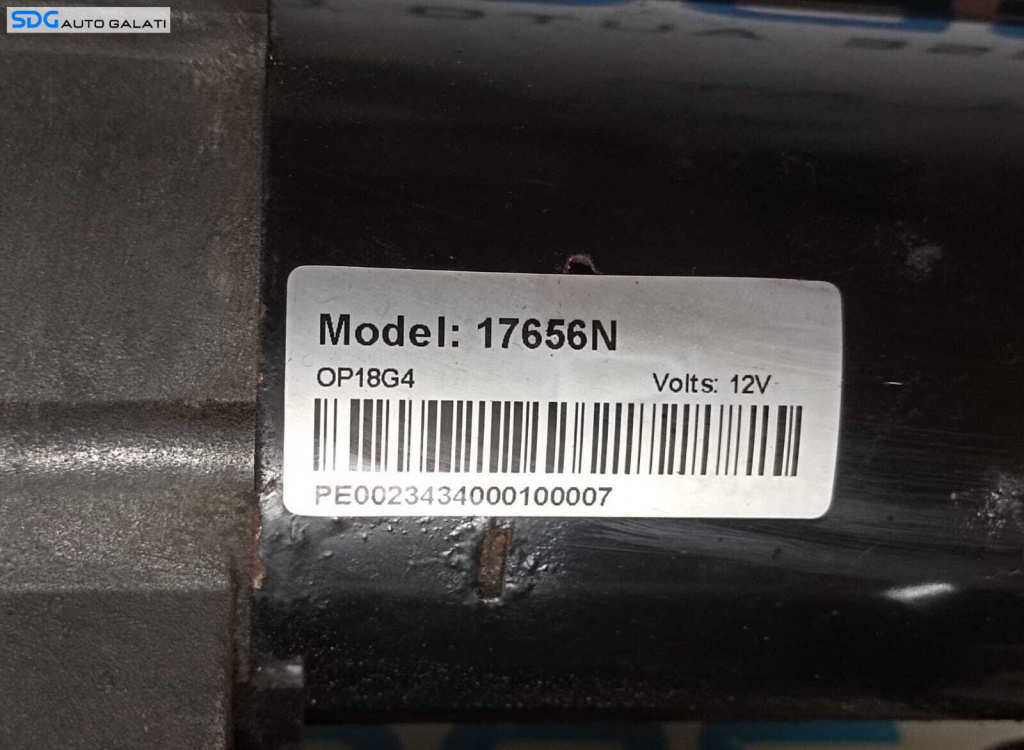 SDG AUTO GALATI
Model: 17656N
OP18G4
Volts: 12V
PE0023434000100007